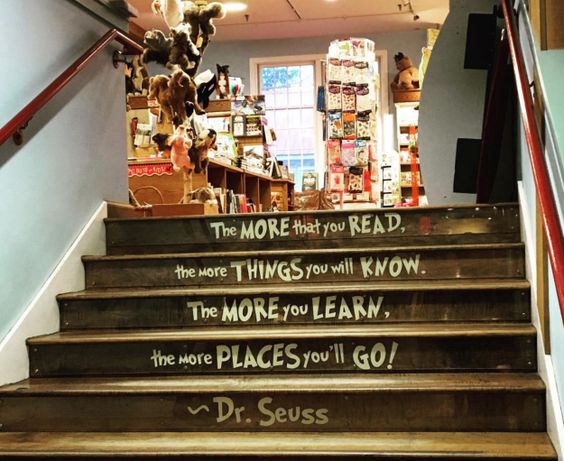 The MORE that you READ,
the more THINGS you will KNOW.
The MORE you LEARN,
the more PLACES you'll GO!
~ Dr. Seuss